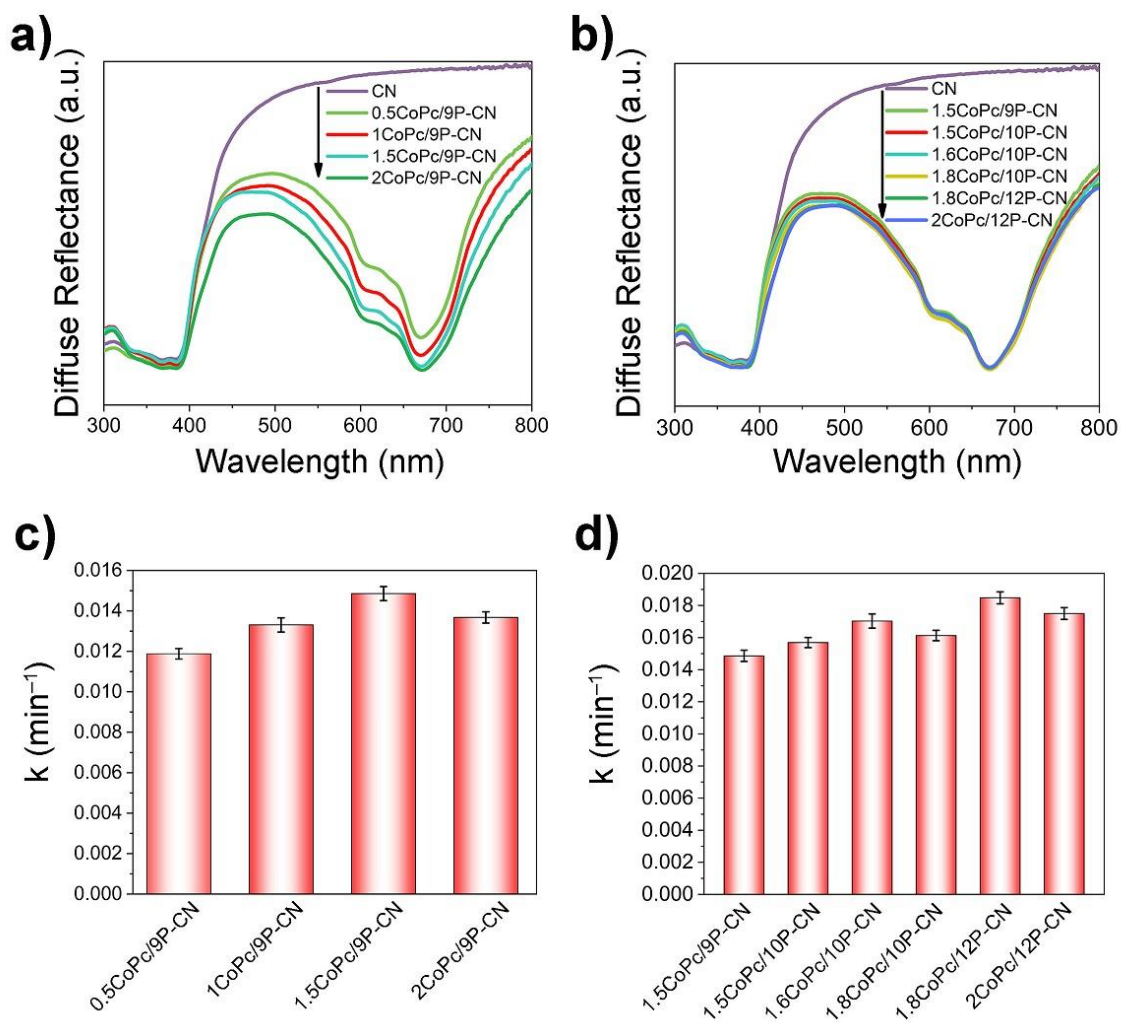 a)
Diffuse Reflectance (a.u.)
CN
0.5CoPc/9P-CN
1CoPc/9P-CN
1.5CoPc/9P-CN
2CoPc/9P-CN
300 400 500 600 700 800
Wavelength (nm)
b)
Diffuse Reflectance (a.u.)
CN
1.5CoPc/9P-CN
1.5CoPc/10P-CN
1.6CoPc/10P-CN
1.8CoPc/10P-CN
1.8CoPc/12P-CN
2CoPc/12P-CN
300 400 500 600 700 800
Wavelength (nm)
c)
k (min⁻¹)
0.016
0.014
0.012
0.010
0.008
0.006
0.004
0.002
0.000
0.5CoPc/9P-CN
1CoPc/9P-CN
1.5CoPc/9P-CN
2CoPc/9P-CN
d)
k (min⁻¹)
0.020
0.018
0.016
0.014
0.012
0.010
0.008
0.006
0.004
0.002
0.000
1.5CoPc/9P-CN
1.5CoPc/10P-CN
1.6CoPc/10P-CN
1.8CoPc/10P-CN
1.8CoPc/12P-CN
2CoPc/12P-CN